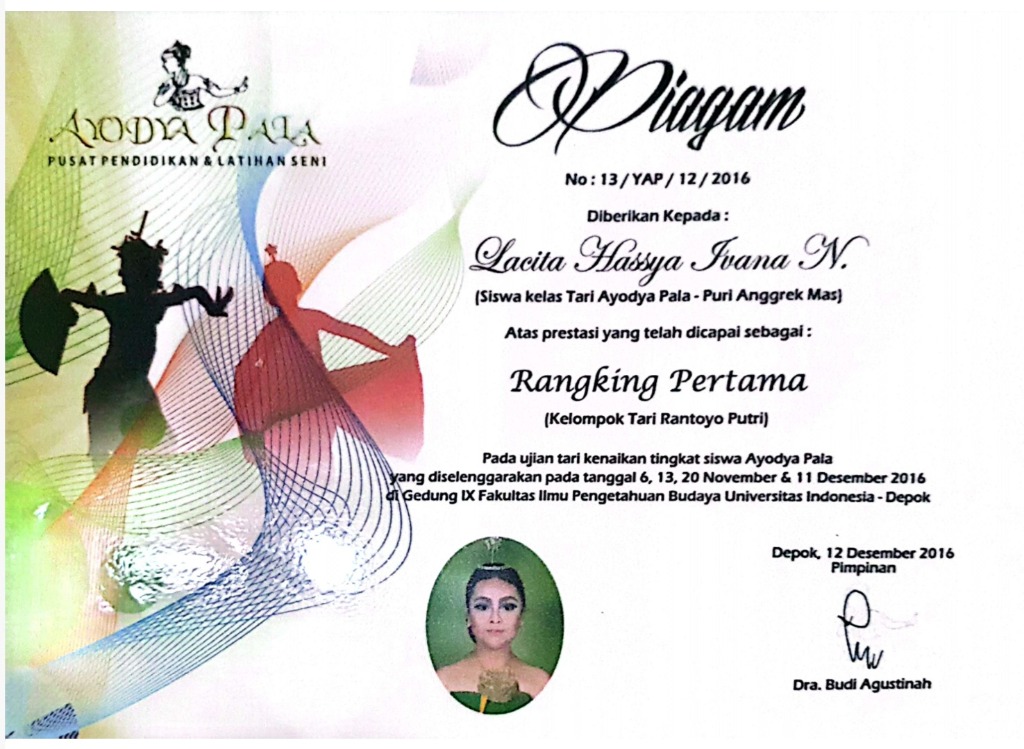 AYODYA PALA
PUSAT PENDIDIKAN & LATIHAN SENI
Piagam
No : 13 / YAP / 12 / 2016
Diberikan Kepada :
Lacita Hassya Ivana N.
(Siswa kelas Tari Ayodya Pala - Puri Anggrek Mas)
Atas prestasi yang telah dicapai sebagai :
Rangking Pertama
(Kelompok Tari Rantoyo Putri)
Pada ujian tari kenaikan tingkat siswa Ayodya Pala
yang diselenggarakan pada tanggal 6, 13, 20 November & 11 Desember 2016
di Gedung IX Fakultas Ilmu Pengetahuan Budaya Universitas Indonesia - Depok
Depok, 12 Desember 2016
Pimpinan
Dra. Budi Agustinah